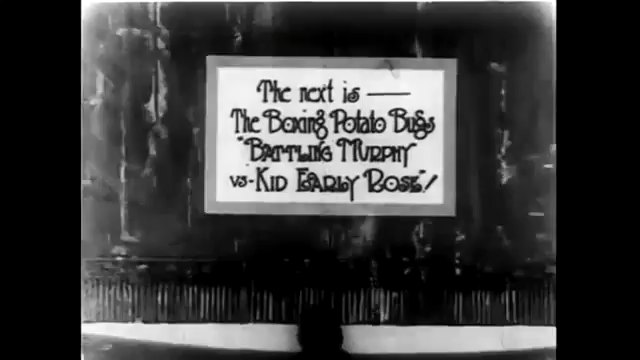 The next is —
The Boxing Potato Bugs
"BATTLING MURPHY
vs-KID EARLY ROSE"!